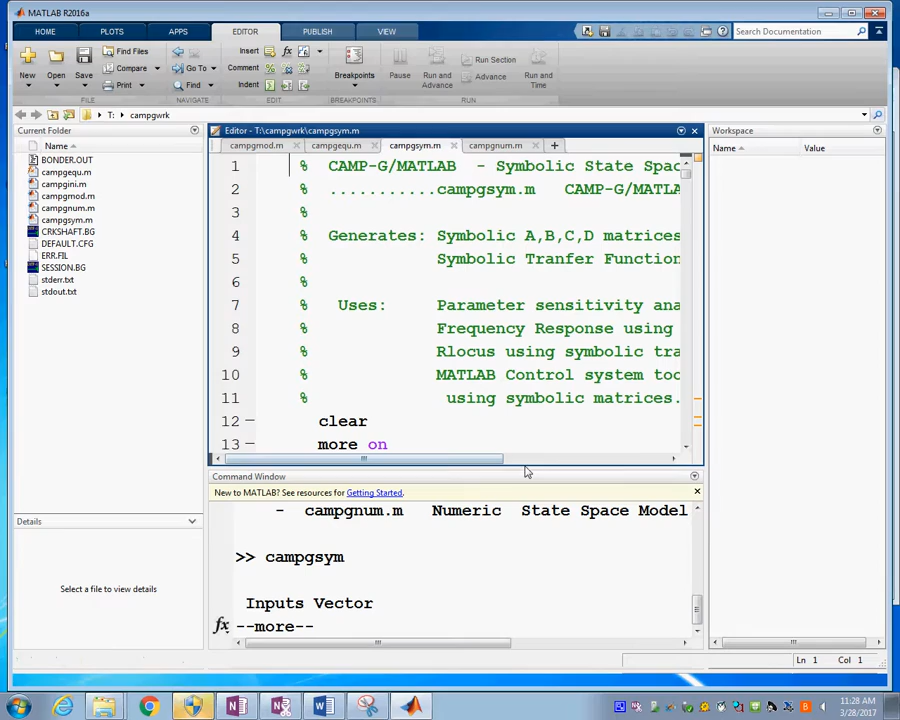 MATLAB R2016a
HOME PLOTS APPS EDITOR PUBLISH VIEW
Search Documentation
New Open Save
Find Files
Compare
Print
Go To
Find
Insert fx
Comment
Indent
Breakpoints
Pause
Run and Advance
Run Section
Advance
Run and Time
FILE NAVIGATE EDIT BREAKPOINTS RUN
T: campgwrk
Current Folder
Name
BONDER.OUT
campgequ.m
campgini.m
campgmod.m
campgnum.m
campgsym.m
CRKSHAFT.BG
DEFAULT.CFG
ERR.FIL
SESSION.BG
stderr.txt
stdout.txt
Details
Select a file to view details
Editor - T:\campgwrk\campgsym.m
campgmod.m campgequ.m campgsym.m campgnum.m
1 % CAMP-G/MATLAB - Symbolic State Spac
2 % ...........campgsym.m CAMP-G/MATLA
3 %
4 % Generates: Symbolic A,B,C,D matrices
5 % Symbolic Tranfer Function
6 %
7 % Uses: Parameter sensitivity ana
8 % Frequency Response using
9 % Rlocus using symbolic tra
10 % MATLAB Control system too
11 % using symbolic matrices.
12 clear
13 more on
Command Window
New to MATLAB? See resources for Getting Started.
- campgnum.m Numeric State Space Model
>> campgsym
Inputs Vector
fx --more--
Workspace
Name Value
Ln 1 Col 1
11:28 AM
3/28/2017